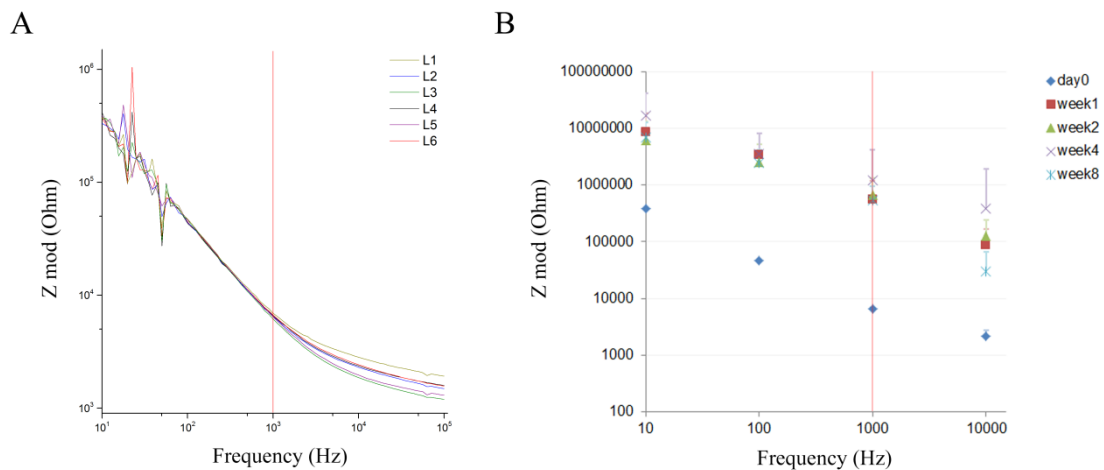 A
B
10⁶
10⁵
10⁴
10³
Z mod (Ohm)
L1
L2
L3
L4
L5
L6
10¹
10²
10³
10⁴
10⁵
Frequency (Hz)
100000000
10000000
1000000
100000
10000
1000
100
Z mod (Ohm)
10
100
1000
10000
Frequency (Hz)
day0
week1
week2
week4
week8